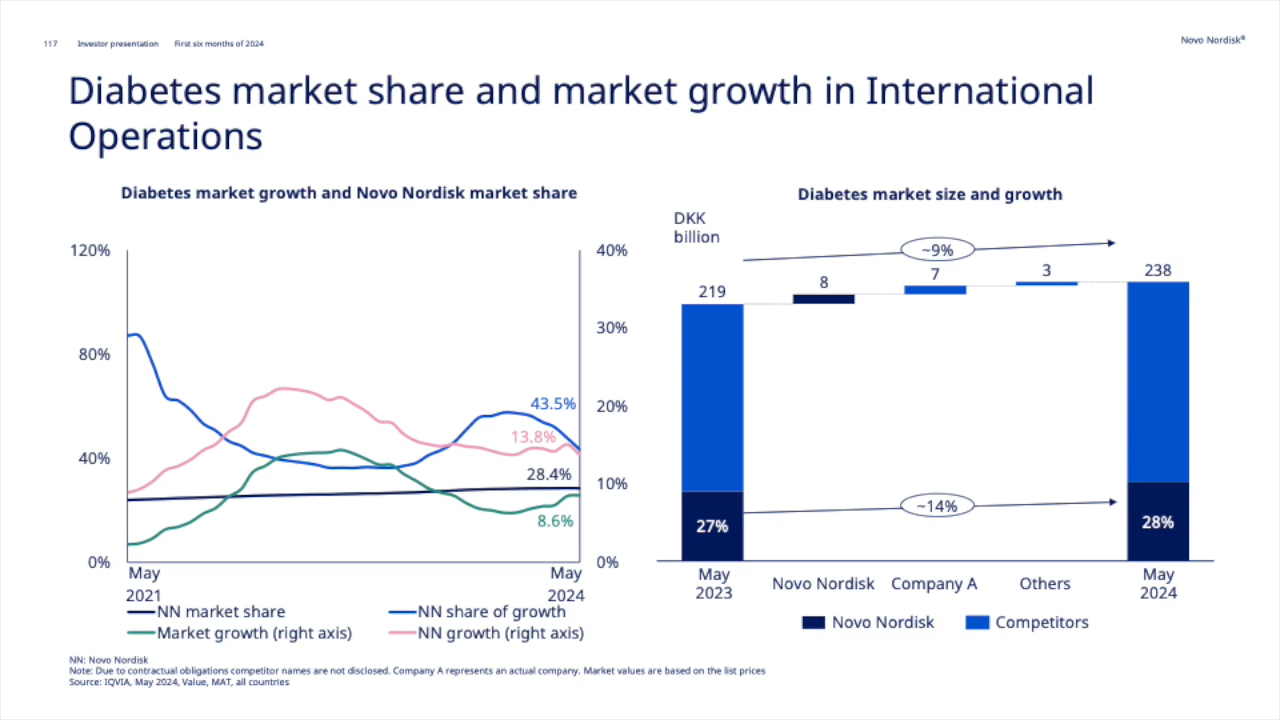 117 Investor presentation First six months of 2024
Novo Nordisk®
Diabetes market share and market growth in International
Operations
Diabetes market growth and Novo Nordisk market share
120%
80%
40%
0%
40%
30%
20%
10%
0%
43.5%
13.8%
28.4%
8.6%
May
2021
May
2024
NN market share
NN share of growth
Market growth (right axis)
NN growth (right axis)
Diabetes market size and growth
DKK
billion
~9%
219
8
7
3
238
~14%
27%
28%
May
2023
Novo Nordisk
Company A
Others
May
2024
Novo Nordisk
Competitors
NN: Novo Nordisk
Note: Due to contractual obligations competitor names are not disclosed. Company A represents an actual company. Market values are based on the list prices
Source: IQVIA, May 2024, Value, MAT, all countries